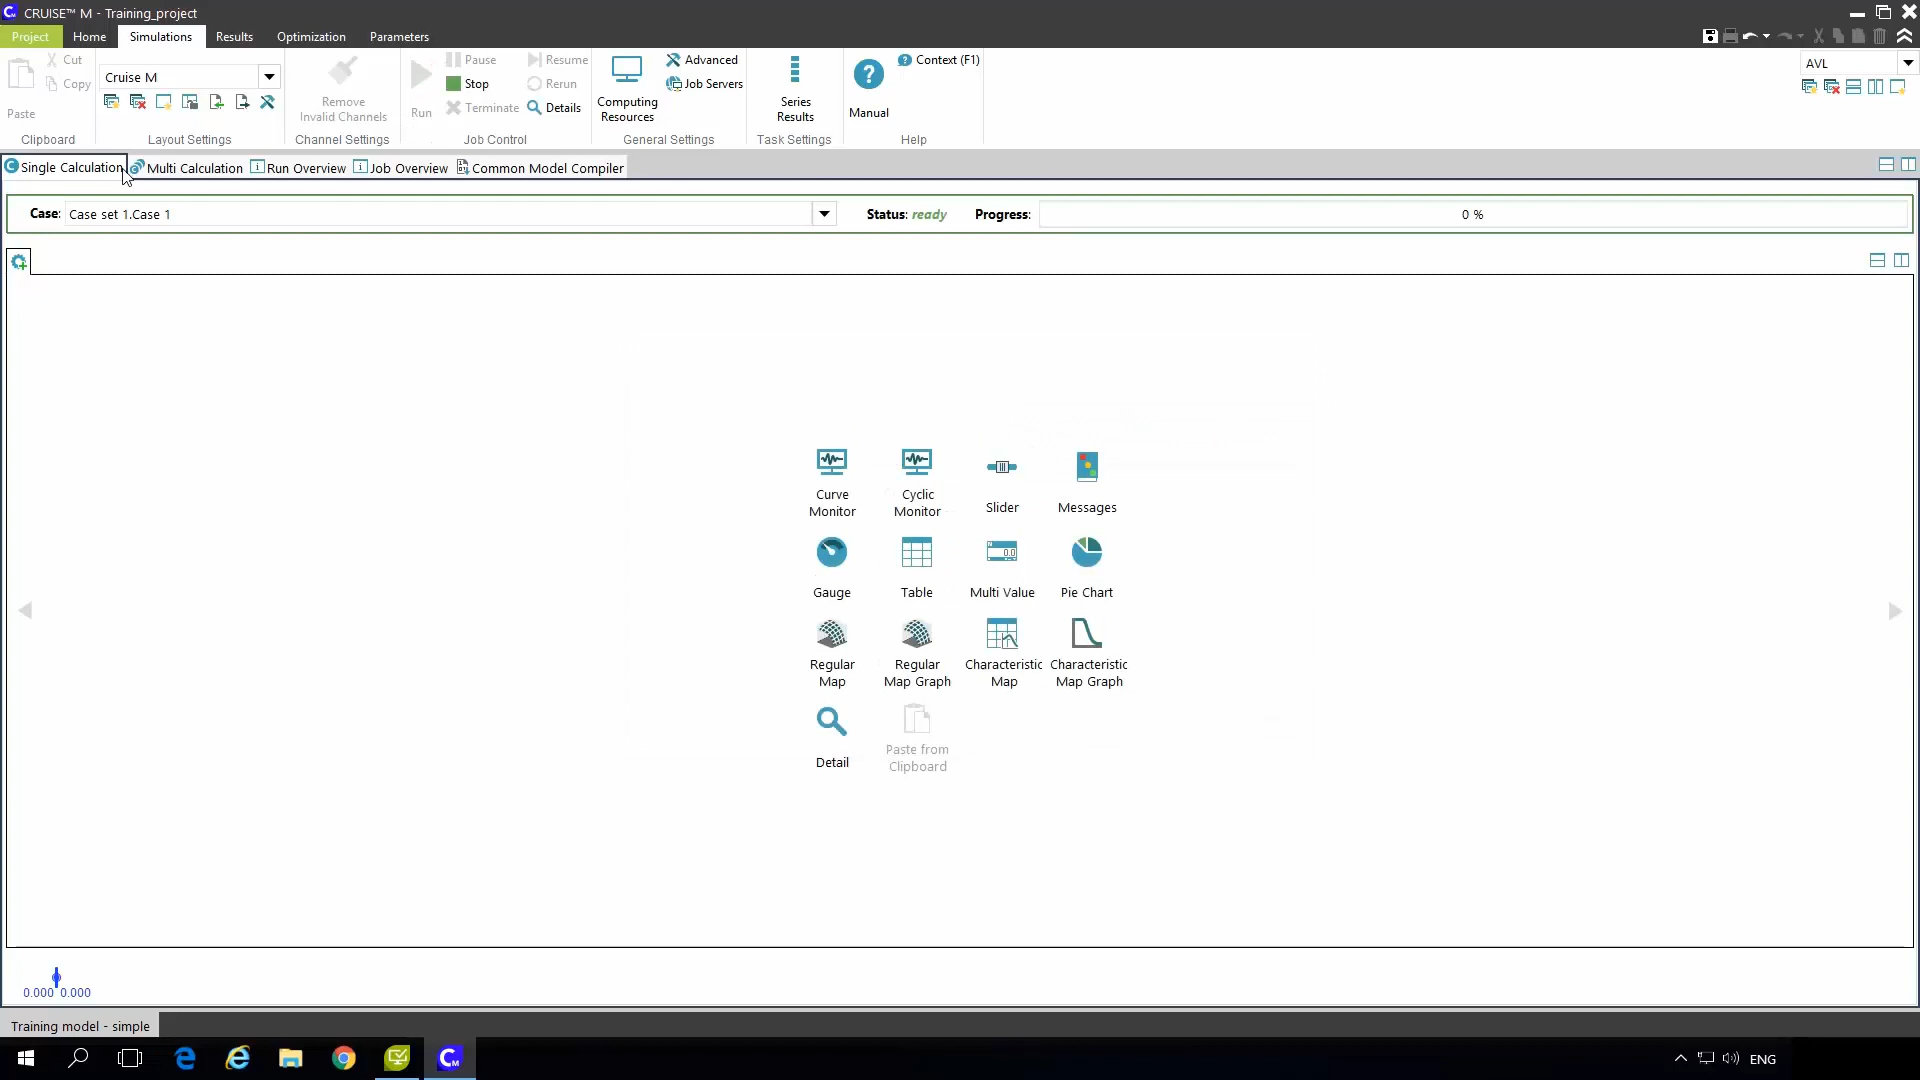 CRUISE™ M - Training_project
Project Home Simulations Results Optimization Parameters
Cut
Copy
Paste
Clipboard
Cruise M
Layout Settings
Remove
Invalid Channels
Channel Settings
Run
Pause
Stop
Terminate
Resume
Rerun
Details
Job Control
Computing
Resources
Advanced
Job Servers
General Settings
Series
Results
Task Settings
Manual
Context (F1)
Help
AVL
Single Calculation Multi Calculation Run Overview Job Overview Common Model Compiler
Case: Case set 1.Case 1 Status: ready Progress: 0 %
Curve
Monitor
Cyclic
Monitor
Slider
Messages
Gauge
Table
Multi Value
Pie Chart
Regular
Map
Regular
Map Graph
Characteristic
Map
Characteristic
Map Graph
Detail
Paste from
Clipboard
0.000 0.000
Training model - simple
ENG